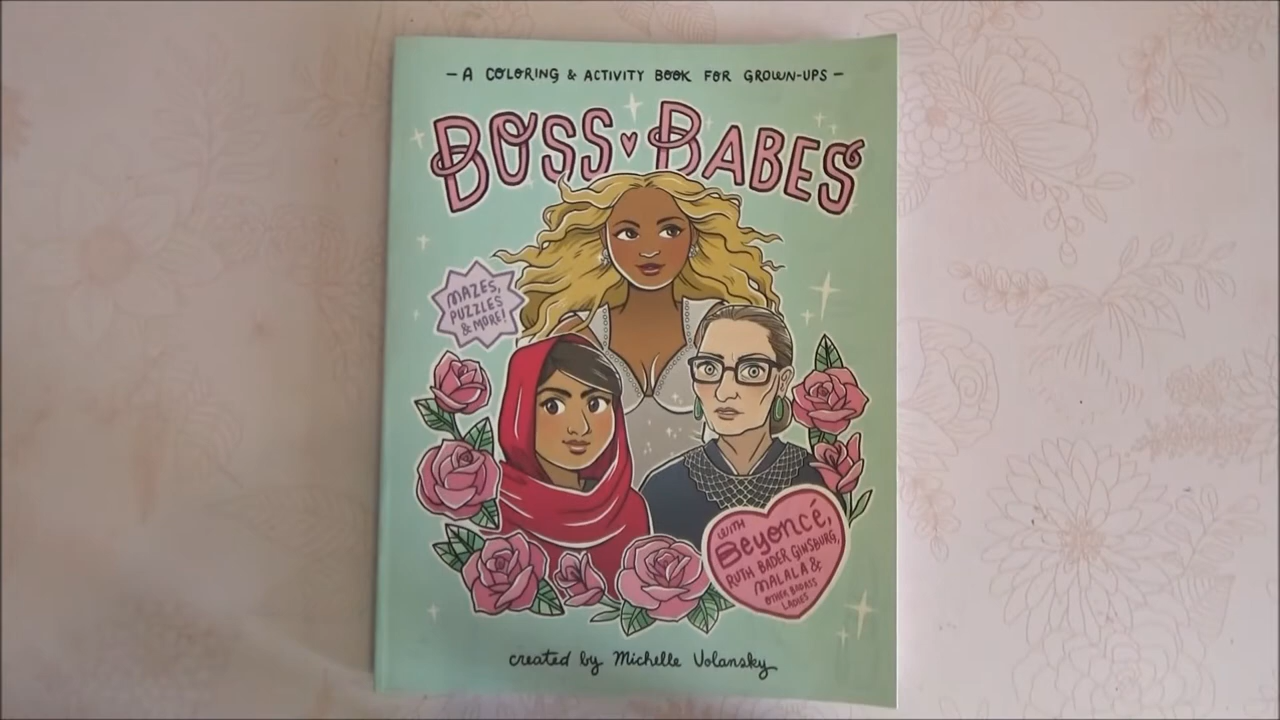 - A COLORING & ACTIVITY BOOK FOR GROWN-UPS -
BOSS BABES
MAZES,
PUZZLES
& MORE!
WITH
Beyoncé,
RUTH BADER GINSBURG,
MALALA &
OTHER BADASS
LADIES
created by Michelle Volansky